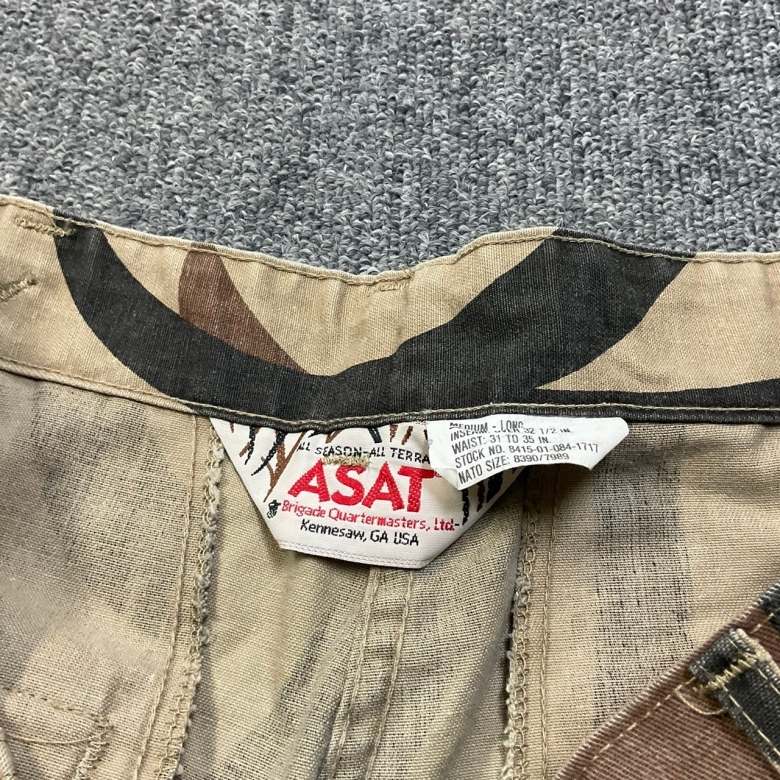 ALL SEASON-ALL TERRA
ASAT
Brigade Quartermasters, Ltd.
Kennesaw, GA USA
MEDIUM - LONG
INSEAM 32 1/2 IN.
WAIST: 31 TO 35 IN.
STOCK NO. 8415-01-084-1717
NATO SIZE: 8390/7989